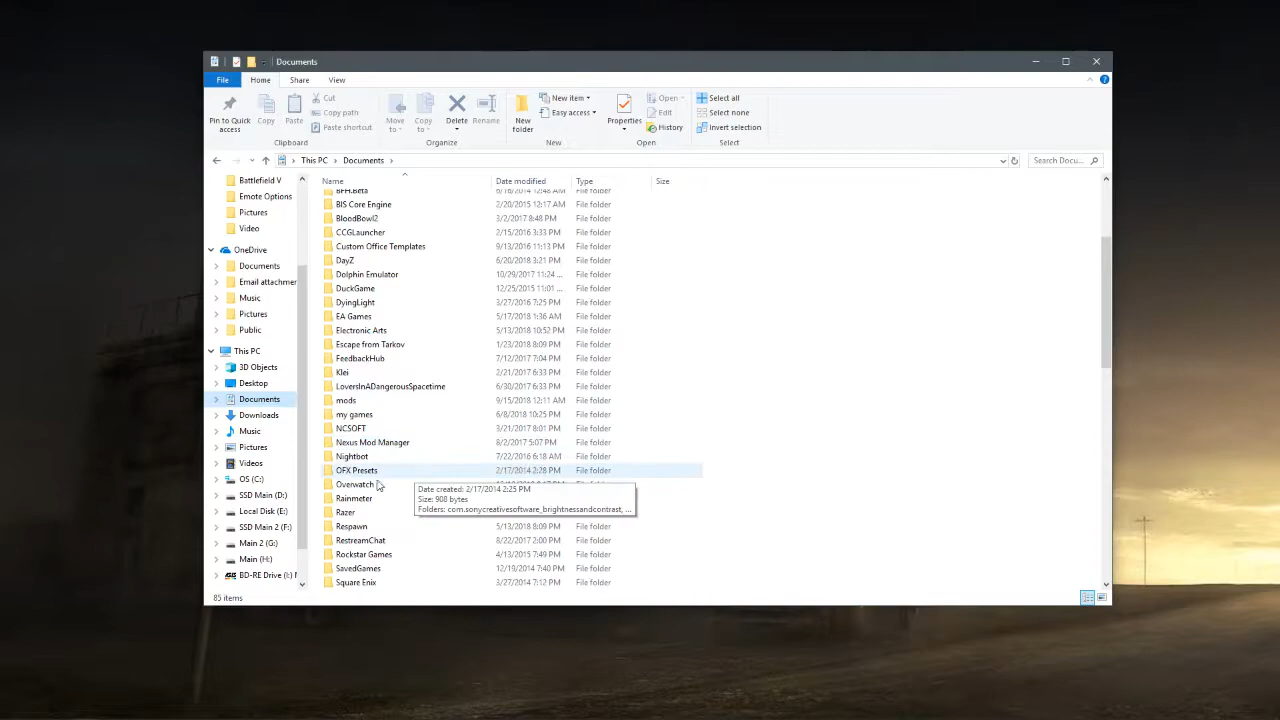 Documents
File Home Share View
Pin to Quick access
Copy
Paste
Cut
Copy path
Paste shortcut
Clipboard
Move to
Copy to
Delete
Rename
Organize
New folder
New item
Easy access
New
Properties
Open
Edit
History
Open
Select all
Select none
Invert selection
Select
This PC > Documents >
Search Docu...
Battlefield V
Emote Options
Pictures
Video
OneDrive
Documents
Email attachmer
Music
Pictures
Public
This PC
3D Objects
Desktop
Documents
Downloads
Music
Pictures
Videos
OS (C:)
SSD Main (D:)
Local Disk (E:)
SSD Main 2 (F:)
Main 2 (G:)
Main (H:)
BD-RE Drive (I:) M
Name Date modified Type Size
BFH.Beta 6/16/2014 12:48 AM File folder
BIS Core Engine 2/20/2015 12:17 AM File folder
BloodBowl2 3/2/2017 8:48 PM File folder
CCGLauncher 2/15/2016 3:33 PM File folder
Custom Office Templates 9/13/2016 11:13 PM File folder
DayZ 6/20/2018 3:21 PM File folder
Dolphin Emulator 10/29/2017 11:24 ... File folder
DuckGame 12/25/2015 11:01 ... File folder
DyingLight 3/27/2016 7:25 PM File folder
EA Games 5/17/2018 1:36 AM File folder
Electronic Arts 5/13/2018 10:52 PM File folder
Escape from Tarkov 1/23/2018 8:09 PM File folder
FeedbackHub 7/12/2017 7:04 PM File folder
Klei 2/21/2017 6:33 PM File folder
LoversInADangerousSpacetime 6/30/2017 6:33 PM File folder
mods 9/15/2018 12:11 AM File folder
my games 6/8/2018 10:25 PM File folder
NCSOFT 3/21/2017 8:01 PM File folder
Nexus Mod Manager 8/2/2017 5:07 PM File folder
Nightbot 7/22/2016 6:18 AM File folder
OFX Presets 2/17/2014 2:28 PM File folder
Overwatch
Date created: 2/17/2014 2:25 PM
Size: 908 bytes
Folders: com.sonycreativesoftware_brightnessandcontrast, ...
Rainmeter
Razer
Respawn 5/13/2018 8:09 PM File folder
RestreamChat 8/22/2017 2:00 PM File folder
Rockstar Games 4/13/2015 7:49 PM File folder
SavedGames 12/19/2014 7:40 PM File folder
Square Enix 3/27/2014 7:12 PM File folder
85 items